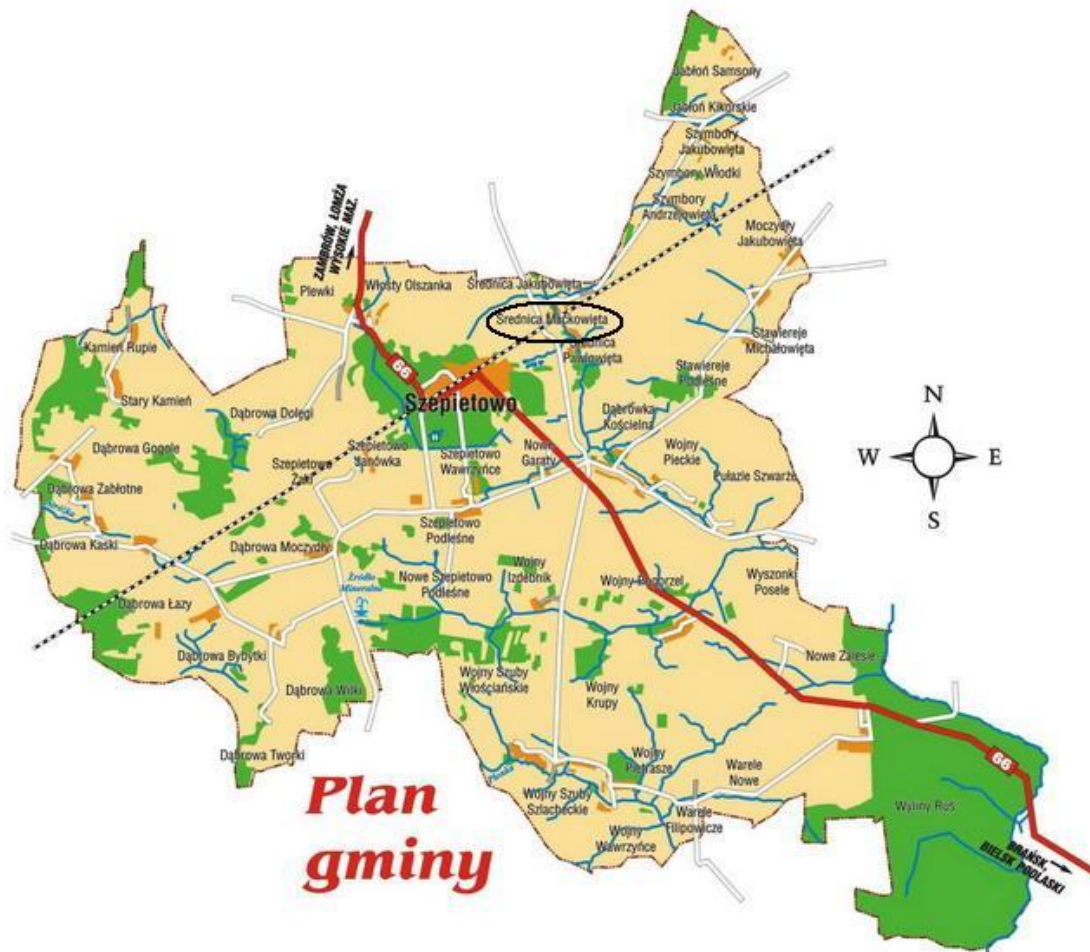 Jabłoń Samsony
Jabłoń Kikorskie
Szymbory
Jakubowięta
Szymbory Włodki
Szymbory
Andrzejowięta
Moczydły
Jakubowięta
ZAMBRÓW, ŁOMŻA
WYSOKIE MAZ.
Plewki
Włosty Olszanka
Średnica Jakubowięta
Średnica Maćkowięta
Średnica
Pawłowięta
Stawiereje
Michałowięta
Stawiereje
Podleśne
Kamień Rupie
Stary Kamień
66
Szepietowo
Dąbrowa Dołęgi
Dąbrowa Gogole
Dąbrówka
Kościelna
Szepietowo
Janówka
Szepietowo
Wawrzyńce
Nowe
Garaty
Wojny
Pieckie
Szepietowo
Żaki
Pułazie Świerże
Dąbrowa Zabłotne
Dąbrowa Kaski
Dąbrowa Moczydły
Szepietowo
Podleśne
Źródło
Mineralne
Nowe Szepietowo
Podleśne
Wojny
Izdebnik
Wojny Pogorzel
Wyszonki
Posele
Dąbrowa Łazy
Dąbrowa Bybytki
Dąbrowa Wilki
Dąbrowa Tworki
Wojny Szuby
Włościańskie
Wojny
Krupy
Nowe Zalesie
Wojny
Pietrasze
Warele
Nowe
66
Wojny Szuby
Szlacheckie
Warele
Filipowicze
Wojny
Wawrzyńce
Wyliny Ruś
BRAŃSK,
BIELSK PODLASKI
Plan
gminy
N
W
E
S
H